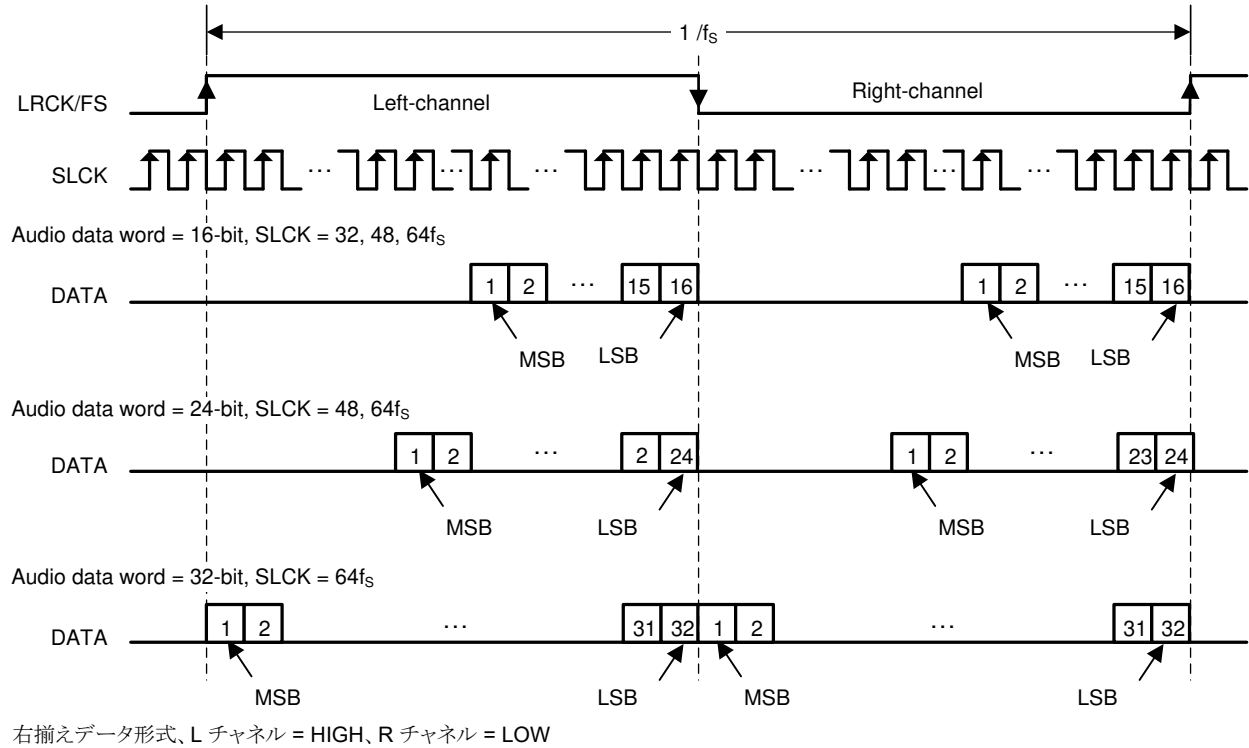 1 /fS
LRCK/FS
Left-channel
Right-channel
SLCK
... ... ... ... ... ...
Audio data word = 16-bit, SLCK = 32, 48, 64fS
DATA
1 2 ... 15 16 1 2 ... 15 16
MSB LSB MSB LSB
Audio data word = 24-bit, SLCK = 48, 64fS
DATA
1 2 ... 2 24 1 2 ... 23 24
MSB LSB MSB LSB
Audio data word = 32-bit, SLCK = 64fS
DATA
1 2 ... 31 32 1 2 ... 31 32
MSB LSB MSB LSB
右揃えデータ形式、L チャネル = HIGH、R チャネル = LOW